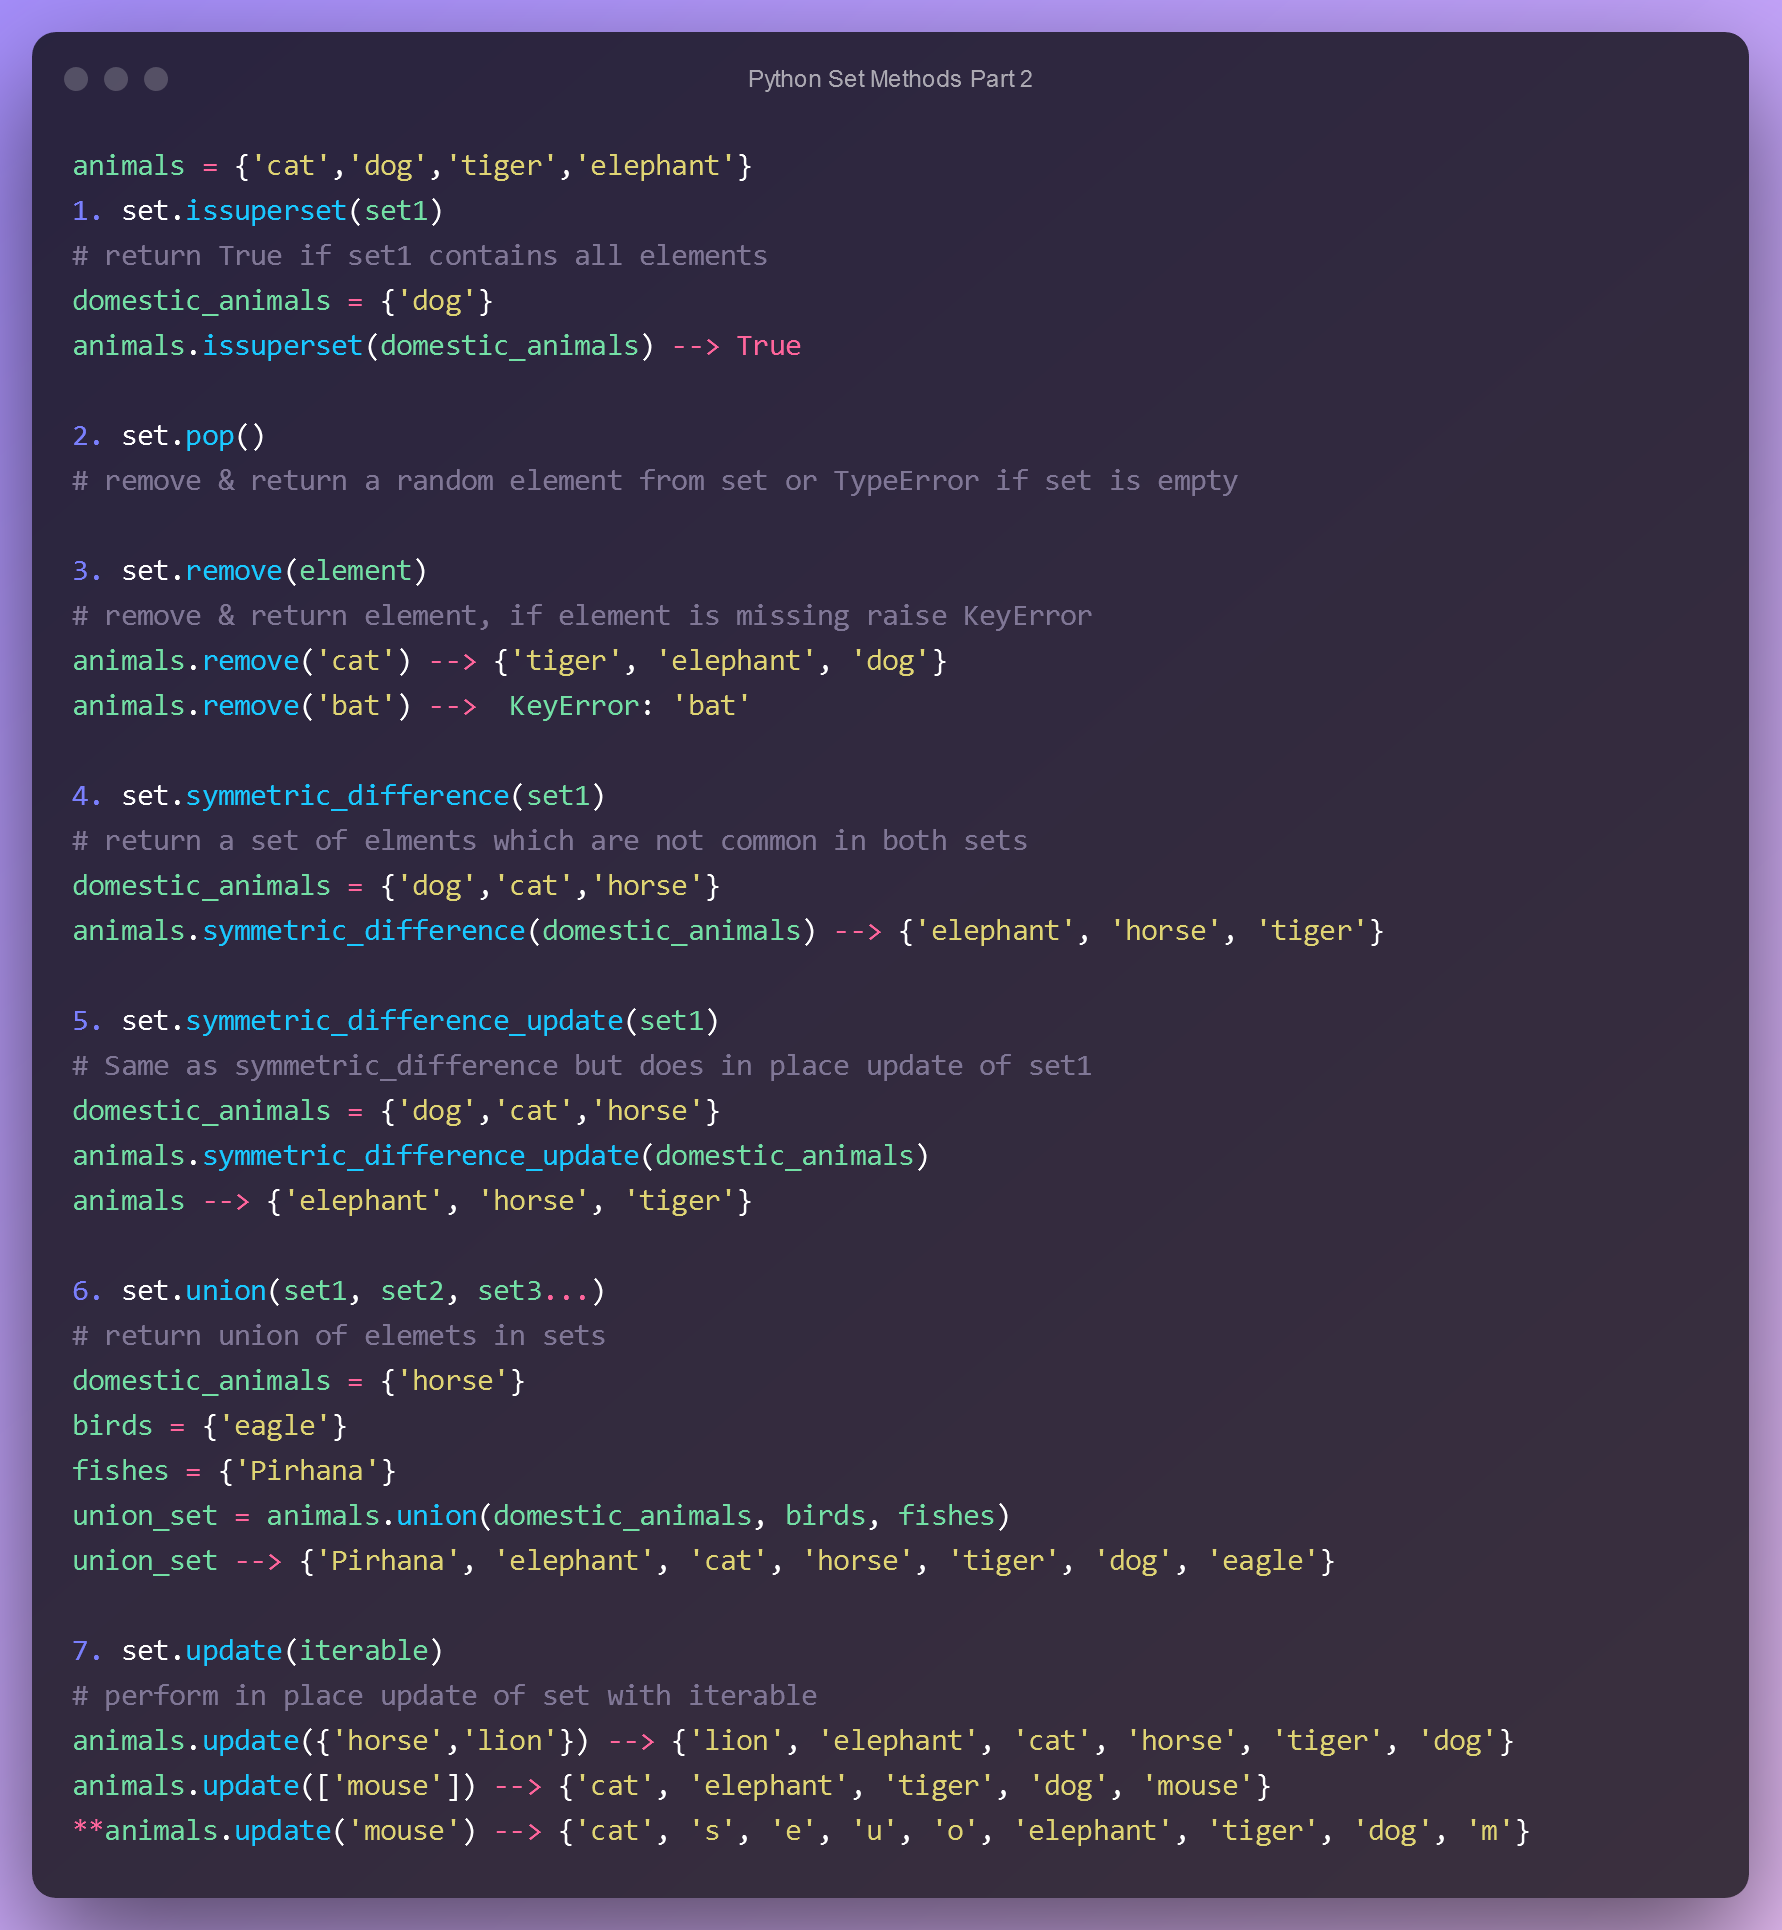 Python Set Methods Part 2
animals = {'cat','dog','tiger','elephant'}
1. set.issuperset(set1)
# return True if set1 contains all elements
domestic_animals = {'dog'}
animals.issuperset(domestic_animals) --> True
2. set.pop()
# remove & return a random element from set or TypeError if set is empty
3. set.remove(element)
# remove & return element, if element is missing raise KeyError
animals.remove('cat') --> {'tiger', 'elephant', 'dog'}
animals.remove('bat') -->  KeyError: 'bat'
4. set.symmetric_difference(set1)
# return a set of elments which are not common in both sets
domestic_animals = {'dog','cat','horse'}
animals.symmetric_difference(domestic_animals) --> {'elephant', 'horse', 'tiger'}
5. set.symmetric_difference_update(set1)
# Same as symmetric_difference but does in place update of set1
domestic_animals = {'dog','cat','horse'}
animals.symmetric_difference_update(domestic_animals)
animals --> {'elephant', 'horse', 'tiger'}
6. set.union(set1, set2, set3...)
# return union of elemets in sets
domestic_animals = {'horse'}
birds = {'eagle'}
fishes = {'Pirhana'}
union_set = animals.union(domestic_animals, birds, fishes)
union_set --> {'Pirhana', 'elephant', 'cat', 'horse', 'tiger', 'dog', 'eagle'}
7. set.update(iterable)
# perform in place update of set with iterable
animals.update({'horse','lion'}) --> {'lion', 'elephant', 'cat', 'horse', 'tiger', 'dog'}
animals.update(['mouse']) --> {'cat', 'elephant', 'tiger', 'dog', 'mouse'}
**animals.update('mouse') --> {'cat', 's', 'e', 'u', 'o', 'elephant', 'tiger', 'dog', 'm'}